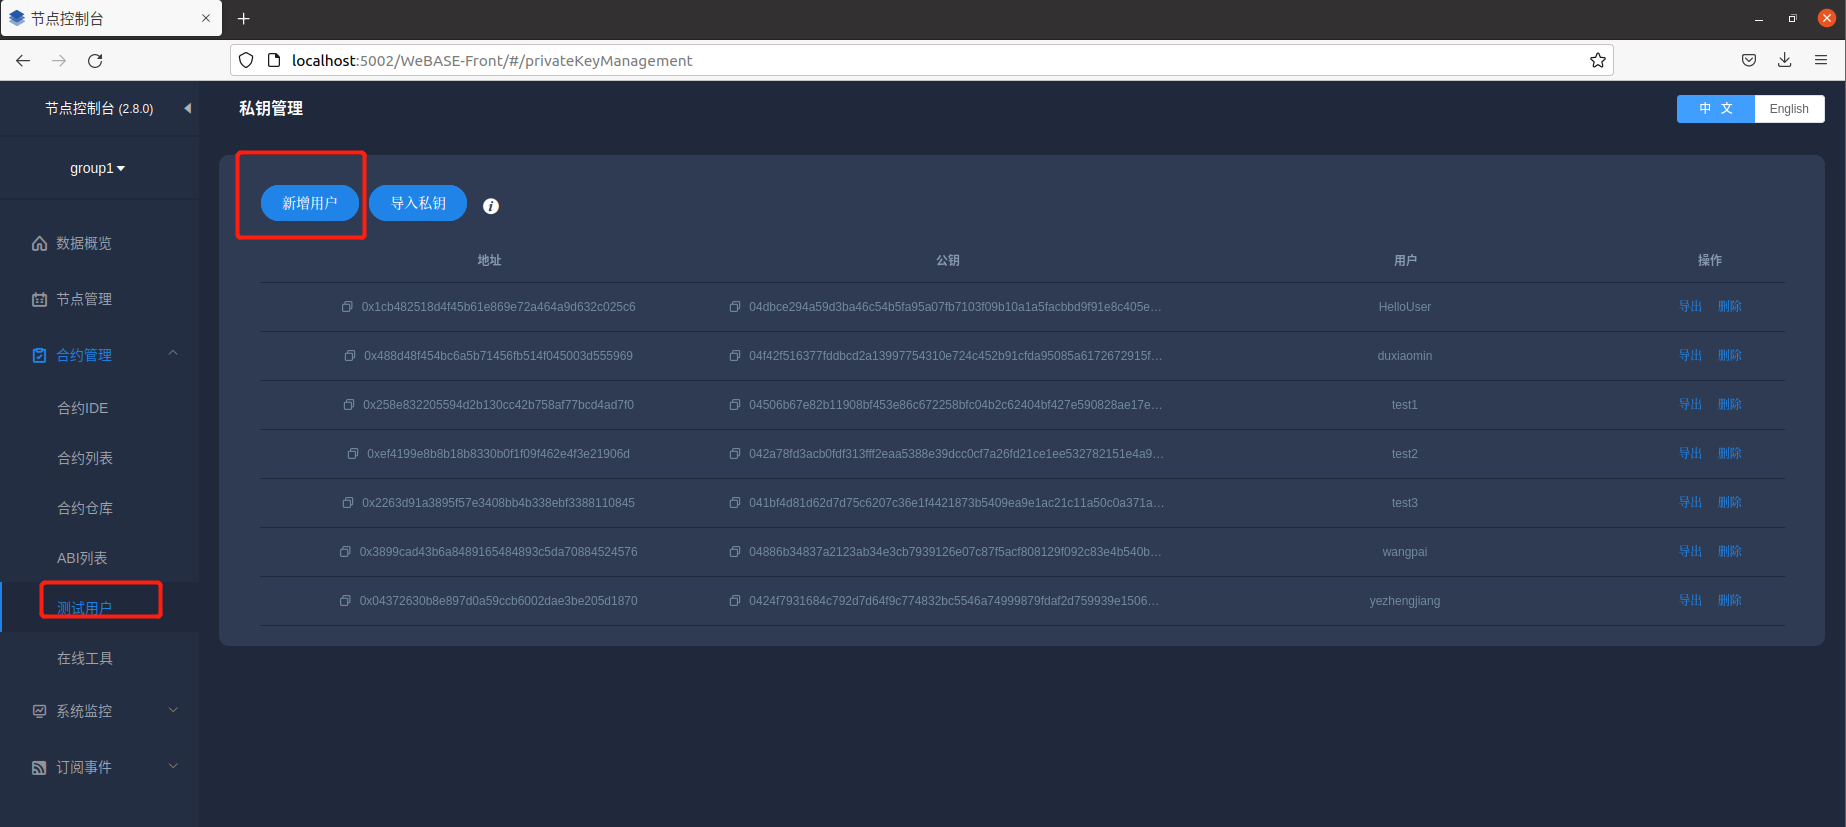 节点控制台
localhost:5002/WeBASE-Front/#/privateKeyManagement
节点控制台 (2.8.0)
group1
数据概览
节点管理
合约管理
合约IDE
合约列表
合约仓库
ABI列表
测试用户
在线工具
系统监控
订阅事件
私钥管理
中 文 English
新增用户 导入私钥
地址 公钥 用户 操作
0x1cb482518d4f45b61e869e72a464a9d632c025c6 04dbce294a59d3ba46c54b5fa95a07fb7103f09b10a1a5facbbd9f91e8c405e… HelloUser 导出 删除
0x488d48f454bc6a5b71456fb514f045003d555969 04f42f516377fddbcd2a13997754310e724c452b91cfda95085a6172672915f… duxiaomin 导出 删除
0x258e832205594d2b130cc42b758af77bcd4ad7f0 04506b67e82b11908bf453e86c672258bfc04b2c62404bf427e590828ae17e… test1 导出 删除
0xef4199e8b8b18b8330b0f1f09f462e4f3e21906d 042a78fd3acb0fdf313fff2eaa5388e39dcc0cf7a26fd21ce1ee532782151e4a9… test2 导出 删除
0x2263d91a3895f57e3408bb4b338ebf3388110845 041bf4d81d62d7d75c6207c36e1f4421873b5409ea9e1ac21c11a50c0a371a… test3 导出 删除
0x3899cad43b6a8489165484893c5da70884524576 04886b34837a2123ab34e3cb7939126e07c87f5acf808129f092c83e4b540b… wangpai 导出 删除
0x04372630b8e897d0a59ccb6002dae3be205d1870 0424f7931684c792d7d64f9c774832bc5546a74999879fdaf2d759939e1506… yezhengjiang 导出 删除